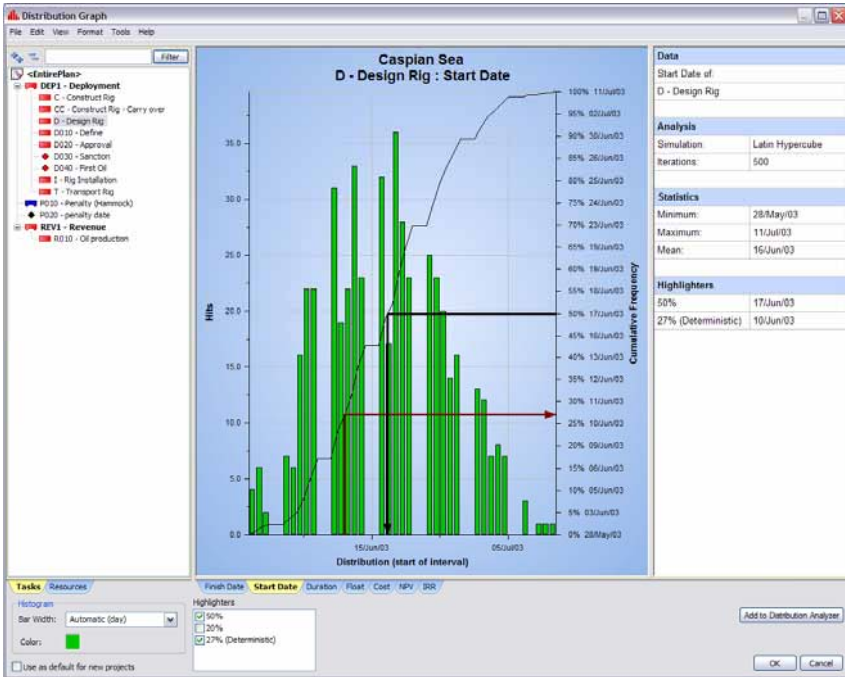 Distribution Graph
File Edit View Format Tools Help
Filter
<EntirePlan>
DEP1 - Deployment
C - Construct Rig
CC - Construct Rig - Carry over
D - Design Rig
D010 - Define
D020 - Approval
D030 - Sanction
D040 - First Oil
I - Rig Installation
T - Transport Rig
P010 - Penalty (Hammock)
P020 - penalty date
REV1 - Revenue
R010 - Oil production
Caspian Sea
D - Design Rig : Start Date
Hits
35.0
30.0
25.0
20.0
15.0
10.0
5.0
0.0
15/Jun/03
05/Jul/03
Distribution (start of interval)
100% 11/Jul/03
95% 02/Jul/03
90% 30/Jun/03
85% 26/Jun/03
80% 25/Jun/03
75% 24/Jun/03
70% 23/Jun/03
65% 19/Jun/03
60% 19/Jun/03
55% 18/Jun/03
50% 17/Jun/03
45% 16/Jun/03
40% 13/Jun/03
35% 12/Jun/03
30% 11/Jun/03
25% 10/Jun/03
20% 09/Jun/03
15% 06/Jun/03
10% 05/Jun/03
5% 03/Jun/03
0% 28/May/03
Cumulative Frequency
Data
Start Date of:
D - Design Rig
Analysis
Simulation: Latin Hypercube
Iterations: 500
Statistics
Minimum: 28/May/03
Maximum: 11/Jul/03
Mean: 16/Jun/03
Highlighters
50% 17/Jun/03
27% (Deterministic) 10/Jun/03
Tasks Resources
Finish Date Start Date Duration Float Cost NPV IRR
Histogram
Bar Width: Automatic (day)
Color:
Use as default for new projects
Highlighters
50%
20%
27% (Deterministic)
Add to Distribution Analyzer
OK Cancel